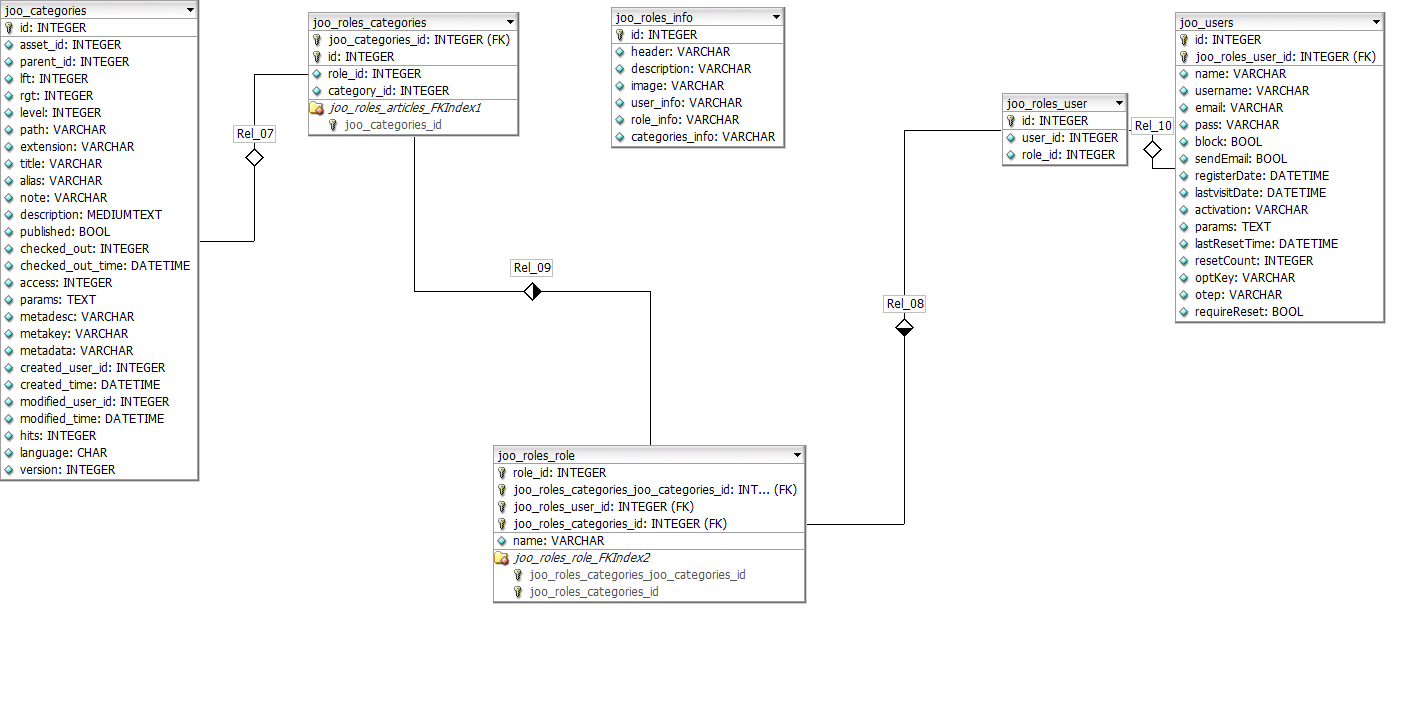 joo_categories
id: INTEGER
asset_id: INTEGER
parent_id: INTEGER
lft: INTEGER
rgt: INTEGER
level: INTEGER
path: VARCHAR
extension: VARCHAR
title: VARCHAR
alias: VARCHAR
note: VARCHAR
description: MEDIUMTEXT
published: BOOL
checked_out: INTEGER
checked_out_time: DATETIME
access: INTEGER
params: TEXT
metadesc: VARCHAR
metakey: VARCHAR
metadata: VARCHAR
created_user_id: INTEGER
created_time: DATETIME
modified_user_id: INTEGER
modified_time: DATETIME
hits: INTEGER
language: CHAR
version: INTEGER
Rel_07
joo_roles_categories
joo_categories_id: INTEGER (FK)
id: INTEGER
role_id: INTEGER
category_id: INTEGER
joo_roles_articles_FKIndex1
joo_categories_id
Rel_09
joo_roles_info
id: INTEGER
header: VARCHAR
description: VARCHAR
image: VARCHAR
user_info: VARCHAR
role_info: VARCHAR
categories_info: VARCHAR
joo_roles_role
role_id: INTEGER
joo_roles_categories_joo_categories_id: INT... (FK)
joo_roles_user_id: INTEGER (FK)
joo_roles_categories_id: INTEGER (FK)
name: VARCHAR
joo_roles_role_FKIndex2
joo_roles_categories_joo_categories_id
joo_roles_categories_id
Rel_08
joo_roles_user
id: INTEGER
user_id: INTEGER
role_id: INTEGER
Rel_10
joo_users
id: INTEGER
joo_roles_user_id: INTEGER (FK)
name: VARCHAR
username: VARCHAR
email: VARCHAR
pass: VARCHAR
block: BOOL
sendEmail: BOOL
registerDate: DATETIME
lastvisitDate: DATETIME
activation: VARCHAR
params: TEXT
lastResetTime: DATETIME
resetCount: INTEGER
optKey: VARCHAR
otep: VARCHAR
requireReset: BOOL